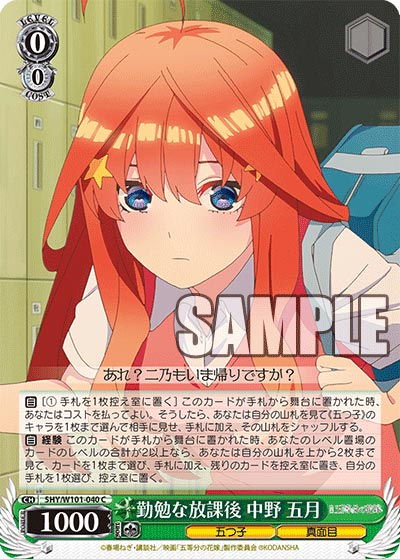 LEVEL
0
0
COST
SAMPLE
あれ？二乃もいま帰りですか？
自 [① 手札を1枚控え室に置く] このカードが手札から舞台に置かれた時、
あなたはコストを払ってよい。そうしたら、あなたは自分の山札を見て《五つ子》の
キャラを1枚まで選んで相手に見せ、手札に加え、その山札をシャッフルする。
自 経験 このカードが手札から舞台に置かれた時、あなたのレベル置場の
カードのレベルの合計が2以上なら、あなたは自分の山札を上から2枚まで
見て、カードを1枚まで選び、手札に加え、残りのカードを控え室に置き、自分の
手札を1枚選び、控え室に置く。
CH 5HY/W101-040 C
1000
勤勉な放課後 中野 五月
五つ子 真面目
©春場ねぎ・講談社／映画「五等分の花嫁」製作委員会 ©KODANSHA